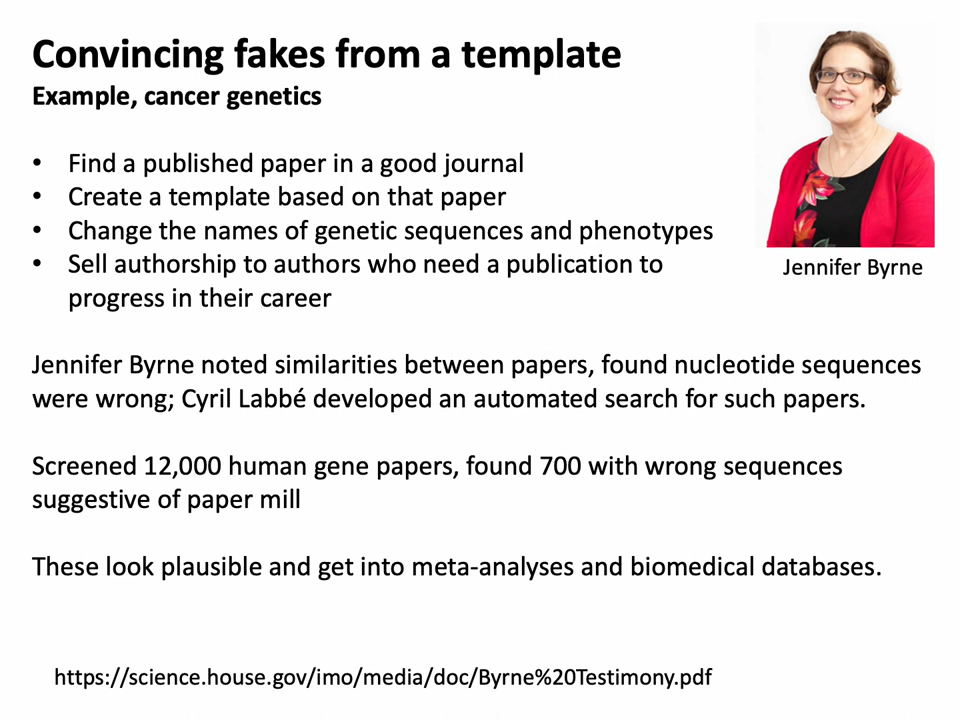 Convincing fakes from a template
Example, cancer genetics
• Find a published paper in a good journal
• Create a template based on that paper
• Change the names of genetic sequences and phenotypes
• Sell authorship to authors who need a publication to
progress in their career
Jennifer Byrne
Jennifer Byrne noted similarities between papers, found nucleotide sequences
were wrong; Cyril Labbé developed an automated search for such papers.
Screened 12,000 human gene papers, found 700 with wrong sequences
suggestive of paper mill
These look plausible and get into meta-analyses and biomedical databases.
https://science.house.gov/imo/media/doc/Byrne%20Testimony.pdf